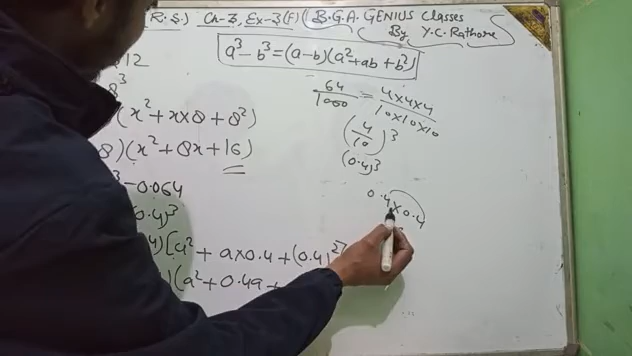 (R.S.) Ch-3, Ex-3(F) (B.G.A. GENIUS Classes
By Y.C. Rathore
a³ - b³ = (a-b)(a² + ab + b²)
12
8³
(x² + x×8 + 8²)
8)(x² + 8x + 16)
64/1000 = 4×4×4/10×10×10
(4/10)³
(0.4)³
³ - 0.064
(0.4)³
4)[a² + a×0.4 + (0.4)²]
)(a² + 0.4a +
0.4×0.4